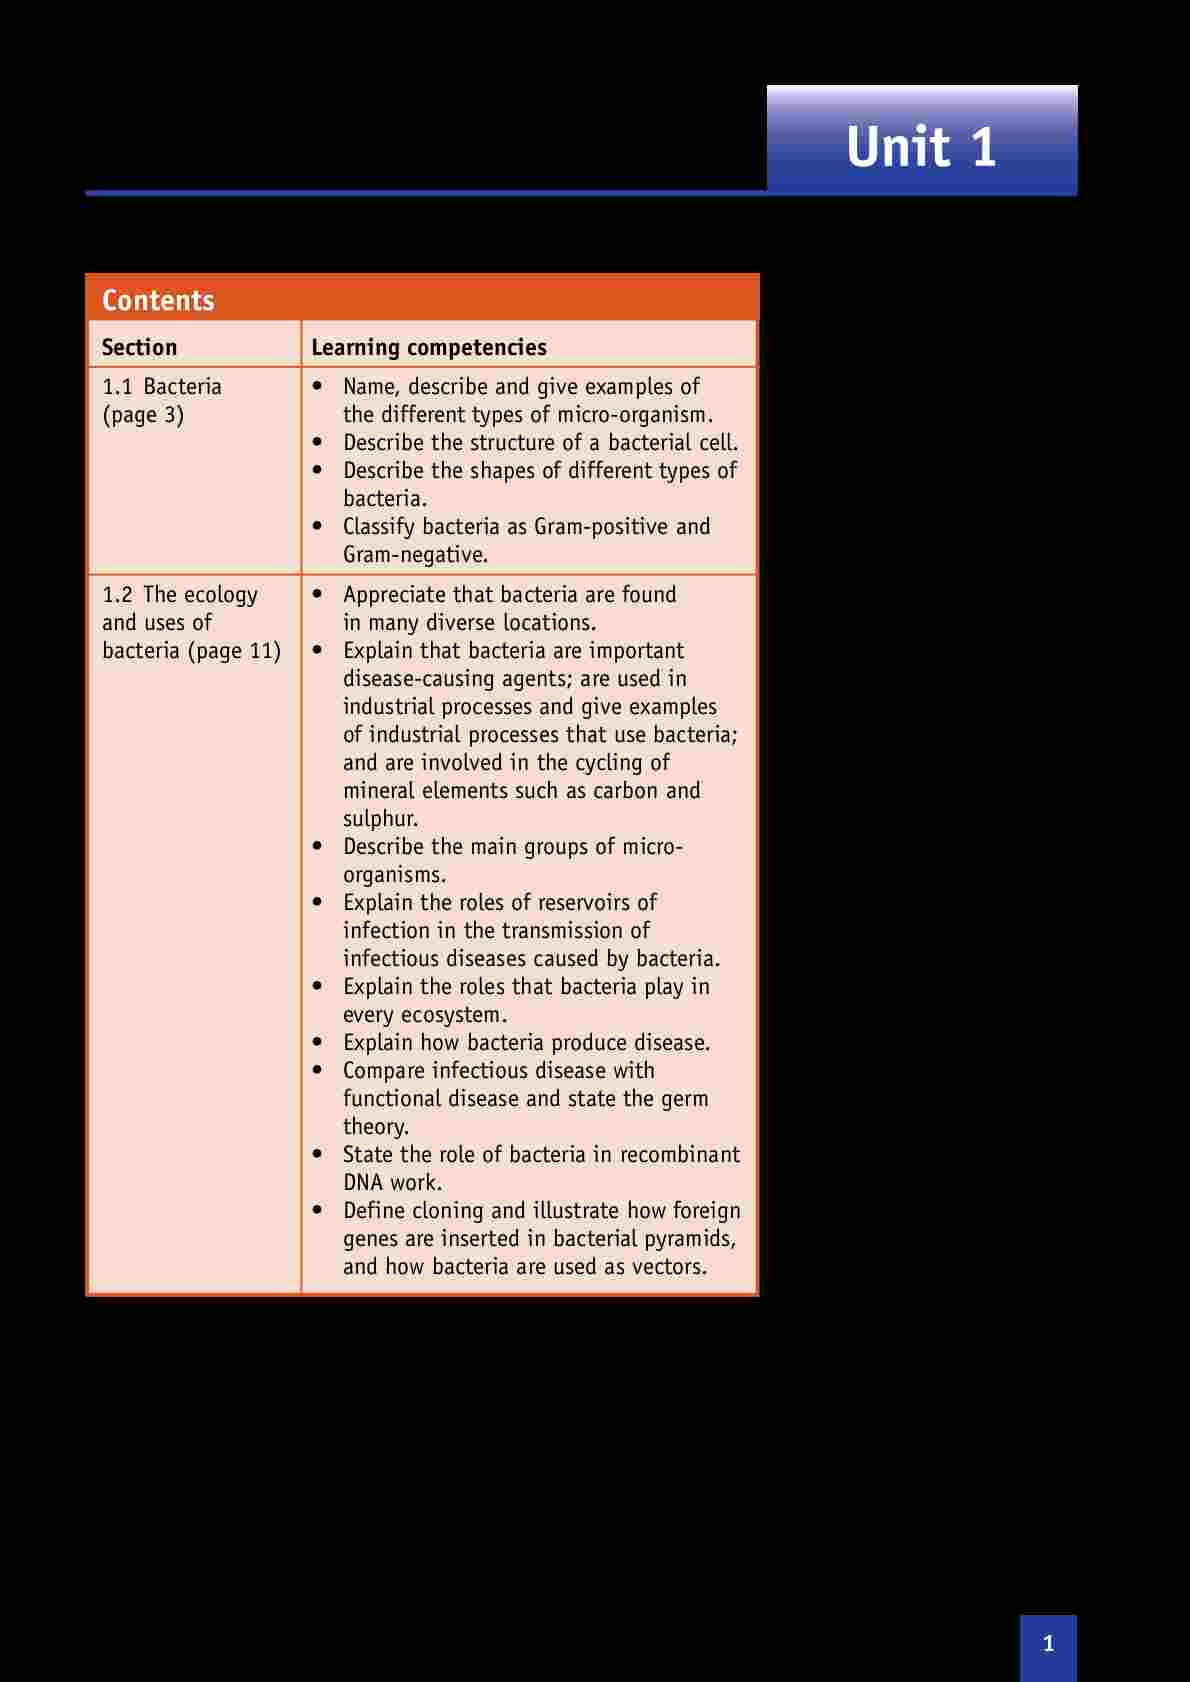 Unit 1
Contents
Section
Learning competencies
1.1 Bacteria
(page 3)
• Name, describe and give examples of
the different types of micro-organism.
• Describe the structure of a bacterial cell.
• Describe the shapes of different types of
bacteria.
• Classify bacteria as Gram-positive and
Gram-negative.
1.2 The ecology
and uses of
bacteria (page 11)
• Appreciate that bacteria are found
in many diverse locations.
• Explain that bacteria are important
disease-causing agents; are used in
industrial processes and give examples
of industrial processes that use bacteria;
and are involved in the cycling of
mineral elements such as carbon and
sulphur.
• Describe the main groups of micro-
organisms.
• Explain the roles of reservoirs of
infection in the transmission of
infectious diseases caused by bacteria.
• Explain the roles that bacteria play in
every ecosystem.
• Explain how bacteria produce disease.
• Compare infectious disease with
functional disease and state the germ
theory.
• State the role of bacteria in recombinant
DNA work.
• Define cloning and illustrate how foreign
genes are inserted in bacterial pyramids,
and how bacteria are used as vectors.
1